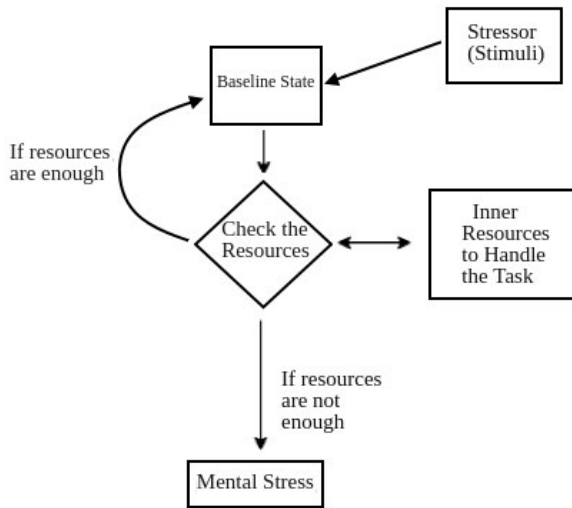 Stressor
(Stimuli)
Baseline State
If resources
are enough
Check the
Resources
Inner
Resources
to Handle
the Task
If resources
are not
enough
Mental Stress